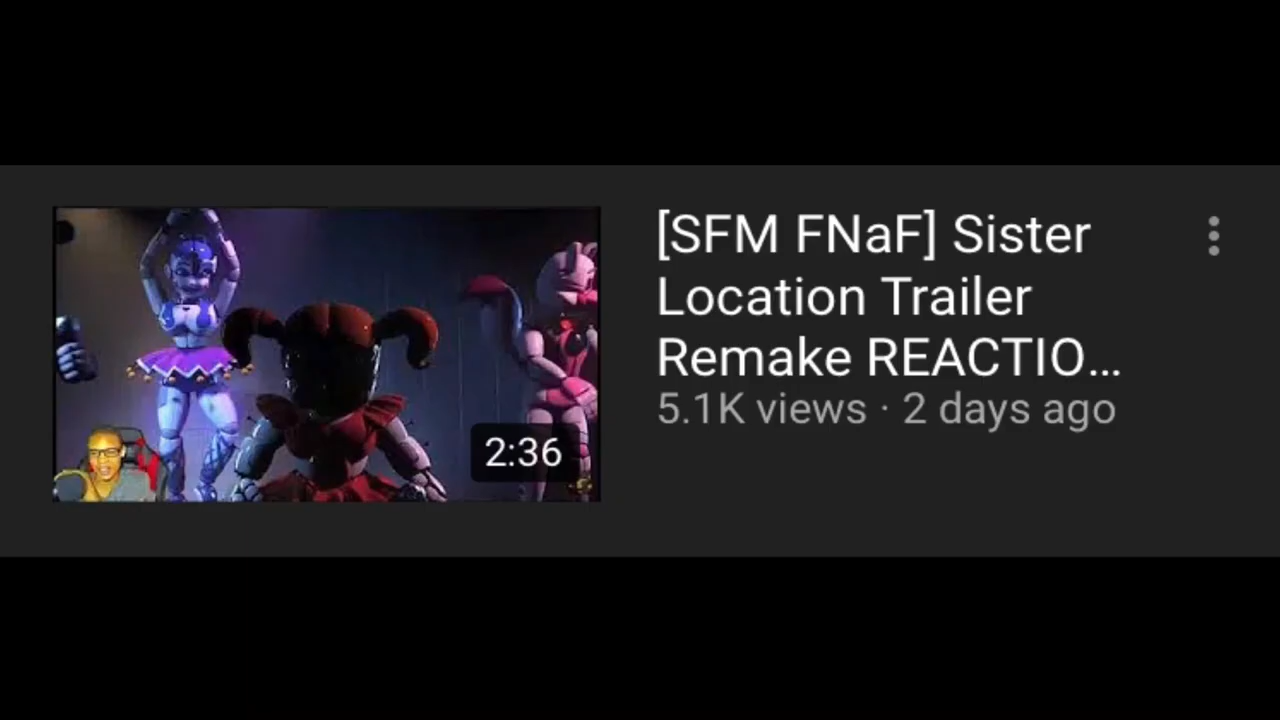 [SFM FNaF] Sister
Location Trailer
Remake REACTIO...
5.1K views · 2 days ago
2:36